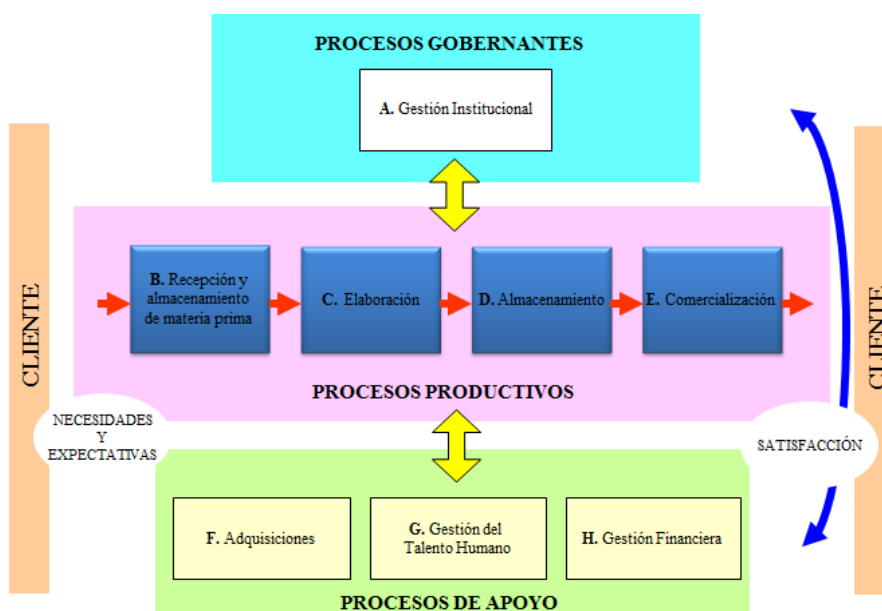 PROCESOS GOBERNANTES
A. Gestión Institucional
CLIENTE
B. Recepción y
almacenamiento
de materia prima
C. Elaboración
D. Almacenamiento
E. Comercialización
PROCESOS PRODUCTIVOS
NECESIDADES
Y
EXPECTATIVAS
SATISFACCIÓN
CLIENTE
F. Adquisiciones
G. Gestión del
Talento Humano
H. Gestión Financiera
PROCESOS DE APOYO